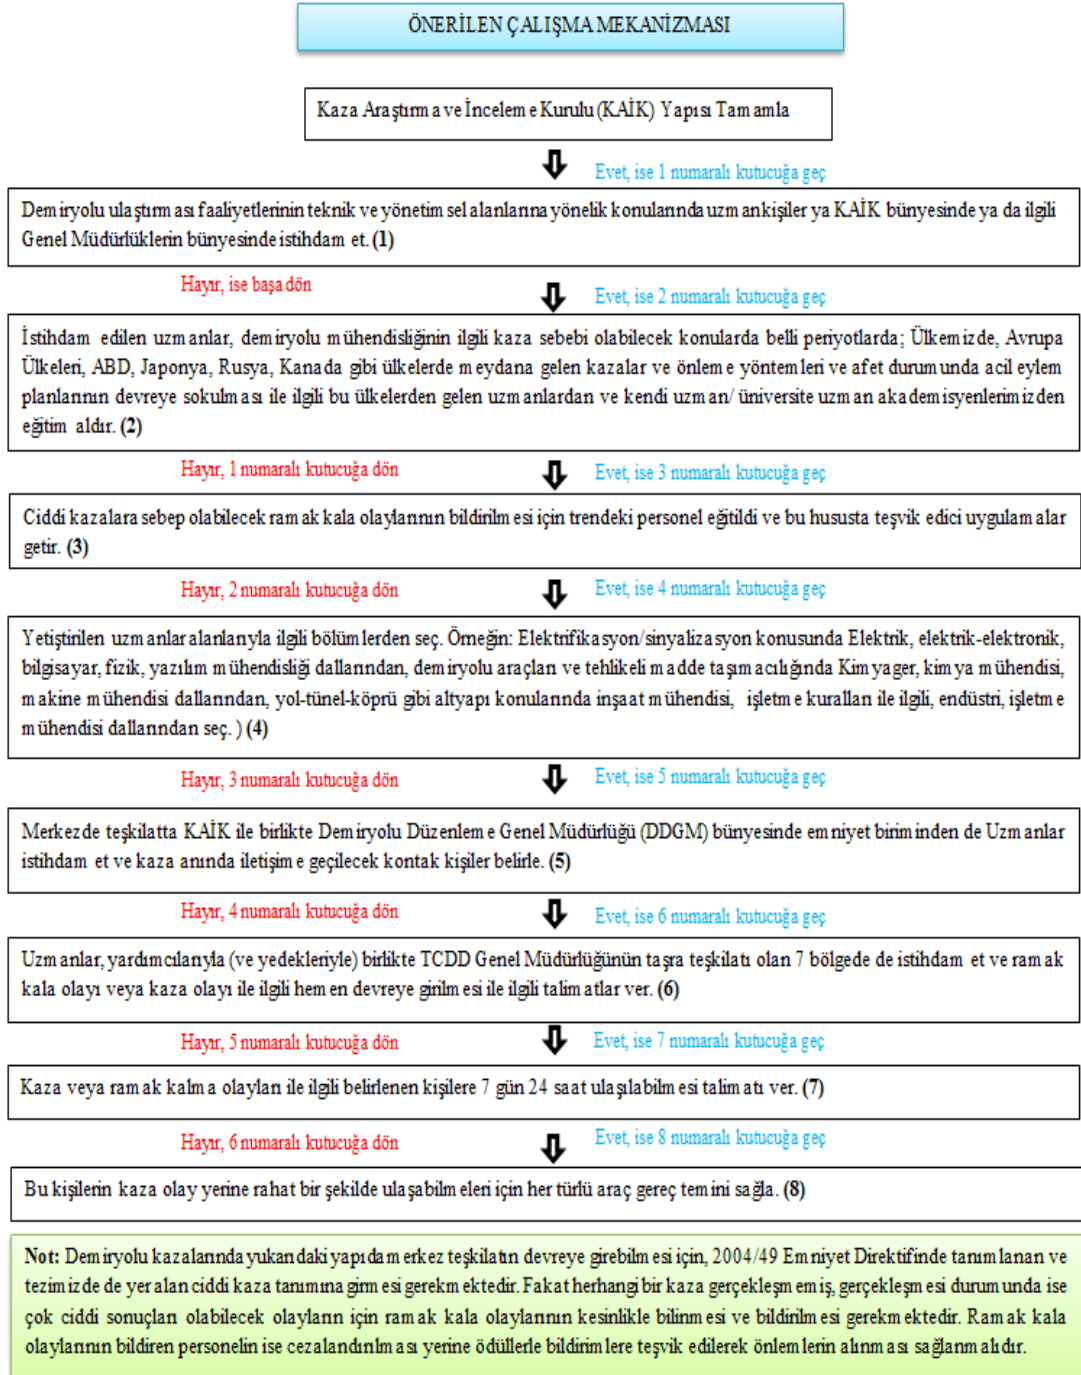 ÖNERİLEN ÇALIŞMA MEKANİZMASI
Kaza Araştırma ve İnceleme Kurulu (KAİK) Yapısı Tamamla
Evet, ise 1 numaralı kutucuğa geç
Demiryolu ulaştırması faaliyetlerinin teknik ve yönetimsel alanlarına yönelik konularında uzman kişiler ya KAİK bünyesinde ya da ilgili
Genel Müdürlüklerin bünyesinde istihdam et. (1)
Hayır, ise başa dön
Evet, ise 2 numaralı kutucuğa geç
İstihdam edilen uzmanlar, demiryolu mühendisliğinin ilgili kaza sebebi olabilecek konularda belli periyotlarda; Ülkemizde, Avrupa
Ülkeleri, ABD, Japonya, Rusya, Kanada gibi ülkelerde meydana gelen kazalar ve önleme yöntemleri ve afet durumunda acil eylem
planlarının devreye sokulması ile ilgili bu ülkelerden gelen uzmanlardan ve kendi uzman/ üniversite uzman akademisyenlerimizden
eğitim aldır. (2)
Hayır, 1 numaralı kutucuğa dön
Evet, ise 3 numaralı kutucuğa geç
Ciddi kazalara sebep olabilecek ramak kala olaylarının bildirilmesi için trendeki personel eğitildi ve bu hususta teşvik edici uygulamalar
getir. (3)
Hayır, 2 numaralı kutucuğa dön
Evet, ise 4 numaralı kutucuğa geç
Yetiştirilen uzmanlar alanlarıyla ilgili bölümlerden seç. Örneğin: Elektrifikasyon/sinyalizasyon konusunda Elektrik, elektrik-elektronik,
bilgisayar, fizik, yazılım mühendisliği dallarından, demiryolu araçları ve tehlikeli madde taşımacılığında Kimyager, kimya mühendisi,
makine mühendisi dallarından, yol-tünel-köprü gibi altyapı konularında inşaat mühendisi, işletme kuralları ile ilgili, endüstri, işletme
mühendisi dallarından seç. ) (4)
Hayır, 3 numaralı kutucuğa dön
Evet, ise 5 numaralı kutucuğa geç
Merkezde teşkilatta KAİK ile birlikte Demiryolu Düzenleme Genel Müdürlüğü (DDGM) bünyesinde emniyet biriminden de Uzmanlar
istihdam et ve kaza anında iletişime geçilecek kontak kişiler belirle. (5)
Hayır, 4 numaralı kutucuğa dön
Evet, ise 6 numaralı kutucuğa geç
Uzmanlar, yardımcılarıyla (ve yedekleriyle) birlikte TCDD Genel Müdürlüğünün taşra teşkilatı olan 7 bölgede de istihdam et ve ramak
kala olayı veya kaza olayı ile ilgili hemen devreye girilmesi ile ilgili talimatlar ver. (6)
Hayır, 5 numaralı kutucuğa dön
Evet, ise 7 numaralı kutucuğa geç
Kaza veya ramak kalma olayları ile ilgili belirlenen kişilere 7 gün 24 saat ulaşılabilmesi talimatı ver. (7)
Hayır, 6 numaralı kutucuğa dön
Evet, ise 8 numaralı kutucuğa geç
Bu kişilerin kaza olay yerine rahat bir şekilde ulaşabilmeleri için her türlü araç gereç temini sağla. (8)
Not: Demiryolu kazalarında yukarıdaki yapıda merkez teşkilatın devreye girebilmesi için, 2004/49 Emniyet Direktifinde tanımlanan ve
tezimizde de yer alan ciddi kaza tanımına girmesi gerekmektedir. Fakat herhangi bir kaza gerçekleşmemiş, gerçekleşmesi durumunda ise
çok ciddi sonuçları olabilecek olayların için ramak kala olaylarının kesinlikle bilinmesi ve bildirilmesi gerekmektedir. Ramak kala
olaylarının bildiren personelin ise cezalandırılması yerine ödüllerle bildirimlere teşvik edilerek önlemlerin alınması sağlanmalıdır.